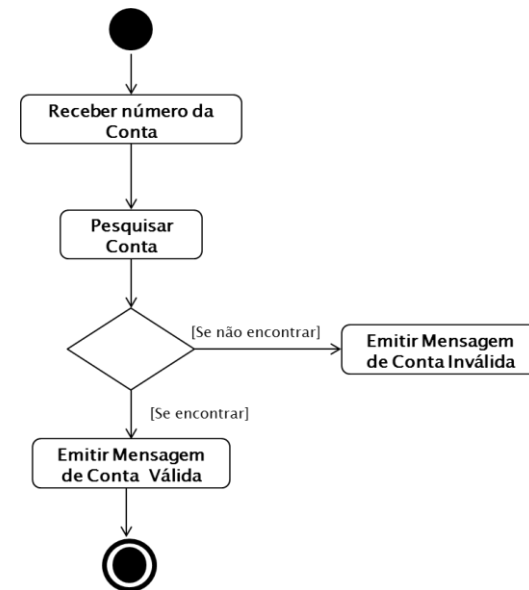 Receber número da
Conta
Pesquisar
Conta
[Se não encontrar]
Emitir Mensagem
de Conta Inválida
[Se encontrar]
Emitir Mensagem
de Conta Válida